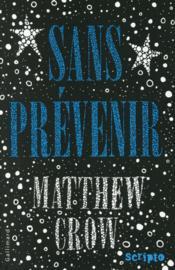 SANS
PRÉVENIR
MATTHEW
CROW
Gallimard
Scripto